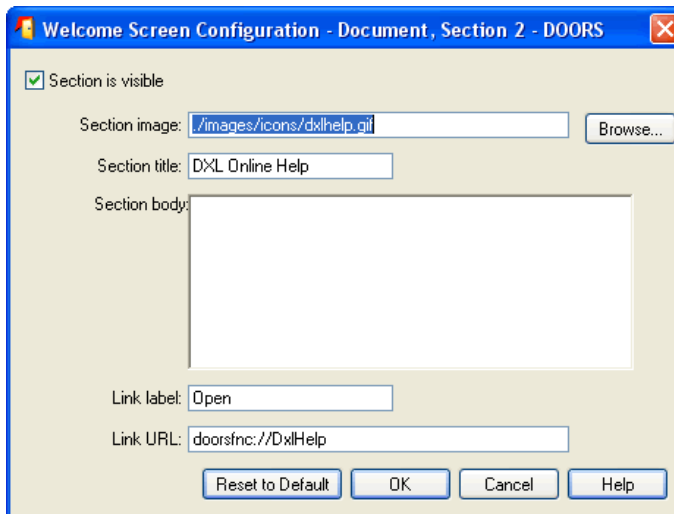 Welcome Screen Configuration - Document, Section 2 - DOORS
Section is visible
Section image: ./images/icons/dxlhelp.gif Browse...
Section title: DXL Online Help
Section body:
Link label: Open
Link URL: doorsfnc://DxlHelp
Reset to Default OK Cancel Help